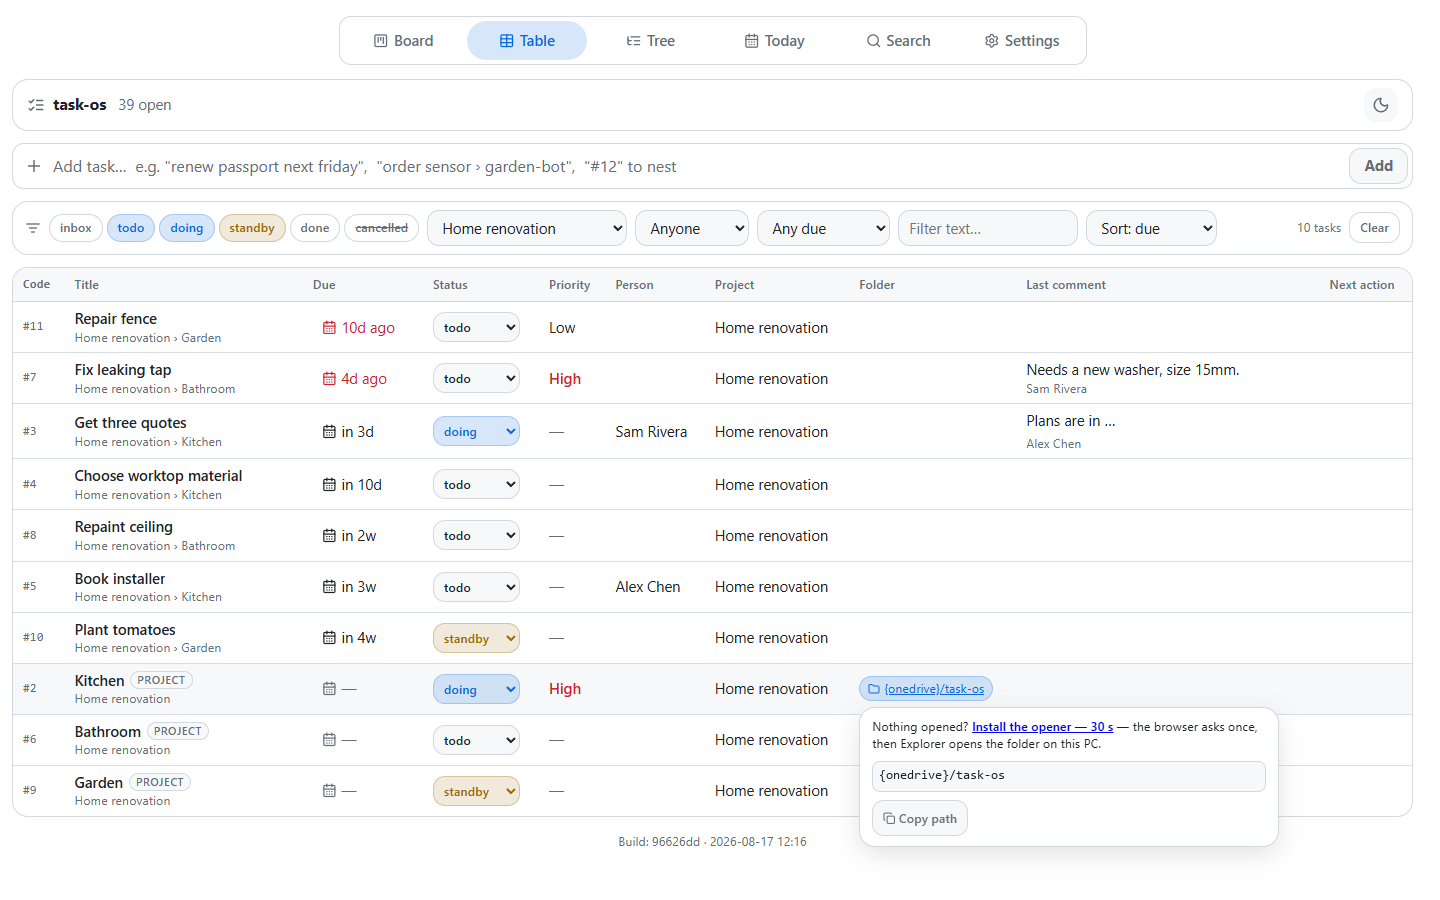 Board Table Tree Today Search Settings
task-os 39 open
Add task... e.g. "renew passport next friday", "order sensor › garden-bot", "#12" to nest Add
inbox todo doing standby done cancelled Home renovation Anyone Any due Filter text... Sort: due 10 tasks Clear
Code Title Due Status Priority Person Project Folder Last comment Next action
#11 Repair fence 10d ago todo Low Home renovation
Home renovation › Garden
#7 Fix leaking tap 4d ago todo High Home renovation Needs a new washer, size 15mm.
Home renovation › Bathroom Sam Rivera
#3 Get three quotes in 3d doing — Sam Rivera Home renovation Plans are in ...
Home renovation › Kitchen Alex Chen
#4 Choose worktop material in 10d todo — Home renovation
Home renovation › Kitchen
#8 Repaint ceiling in 2w todo — Home renovation
Home renovation › Bathroom
#5 Book installer in 3w todo — Alex Chen Home renovation
Home renovation › Kitchen
#10 Plant tomatoes in 4w standby — Home renovation
Home renovation › Garden
#2 Kitchen PROJECT — doing High Home renovation {onedrive}/task-os
Home renovation
#6 Bathroom PROJECT — todo — Home renovation
Home renovation
#9 Garden PROJECT — standby — Home renovation
Home renovation
Nothing opened? Install the opener — 30 s — the browser asks once,
then Explorer opens the folder on this PC.
{onedrive}/task-os
Copy path
Build: 96626dd · 2026-08-17 12:16